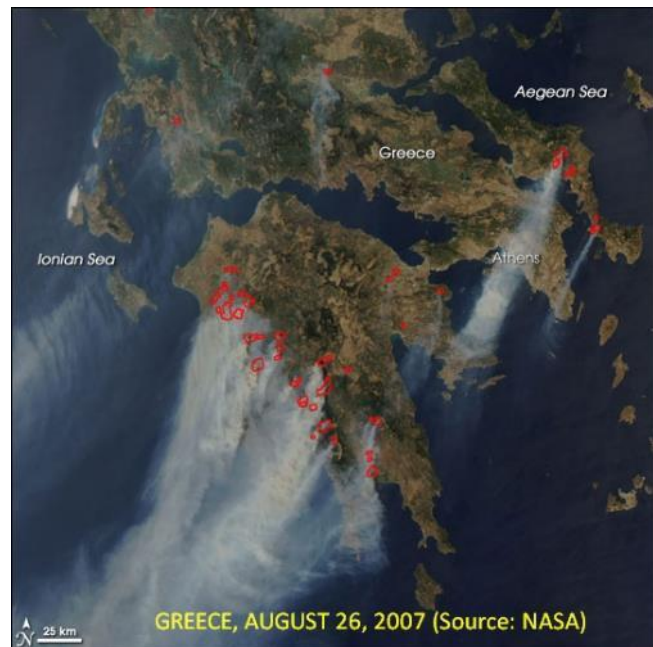 Aegean Sea
Greece
Ionian Sea
Athens
N 25 km
GREECE, AUGUST 26, 2007 (Source: NASA)